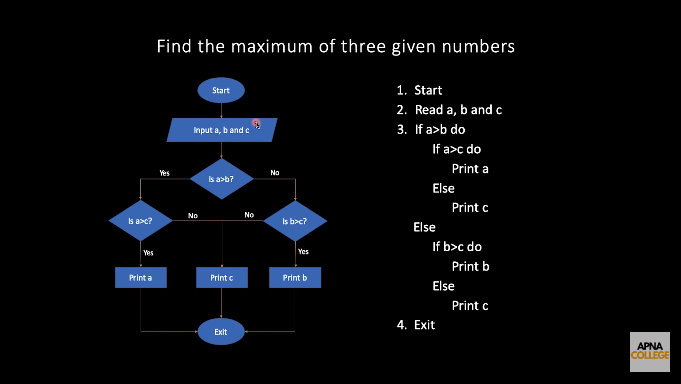 Find the maximum of three given numbers
Start
Input a, b and c
Yes
Is a>b?
No
Is a>c?
No
No
Is b>c?
Yes
Yes
Print a
Print c
Print b
Exit
1. Start
2. Read a, b and c
3. If a>b do
If a>c do
Print a
Else
Print c
Else
If b>c do
Print b
Else
Print c
4. Exit
APNA
COLLEGE